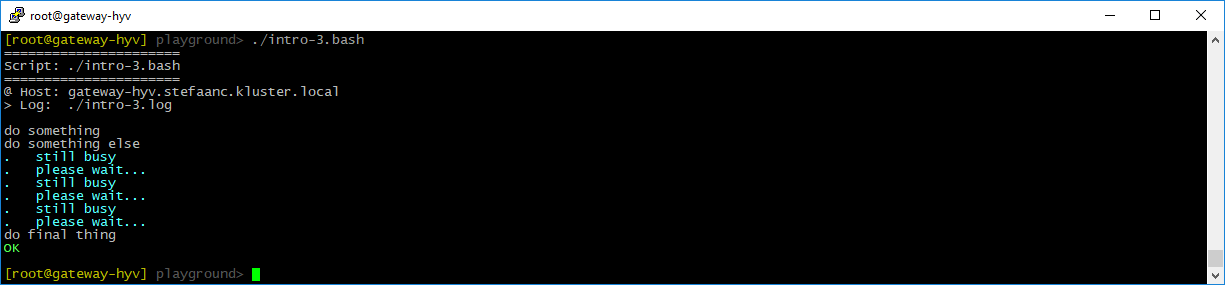 root@gateway-hyv
[root@gateway-hyv] playground> ./intro-3.bash
======================
Script: ./intro-3.bash
======================
@ Host: gateway-hyv.stefaanc.kluster.local
> Log:  ./intro-3.log
do something
do something else
.   still busy
.   please wait...
.   still busy
.   please wait...
.   still busy
.   please wait...
do final thing
OK
[root@gateway-hyv] playground>